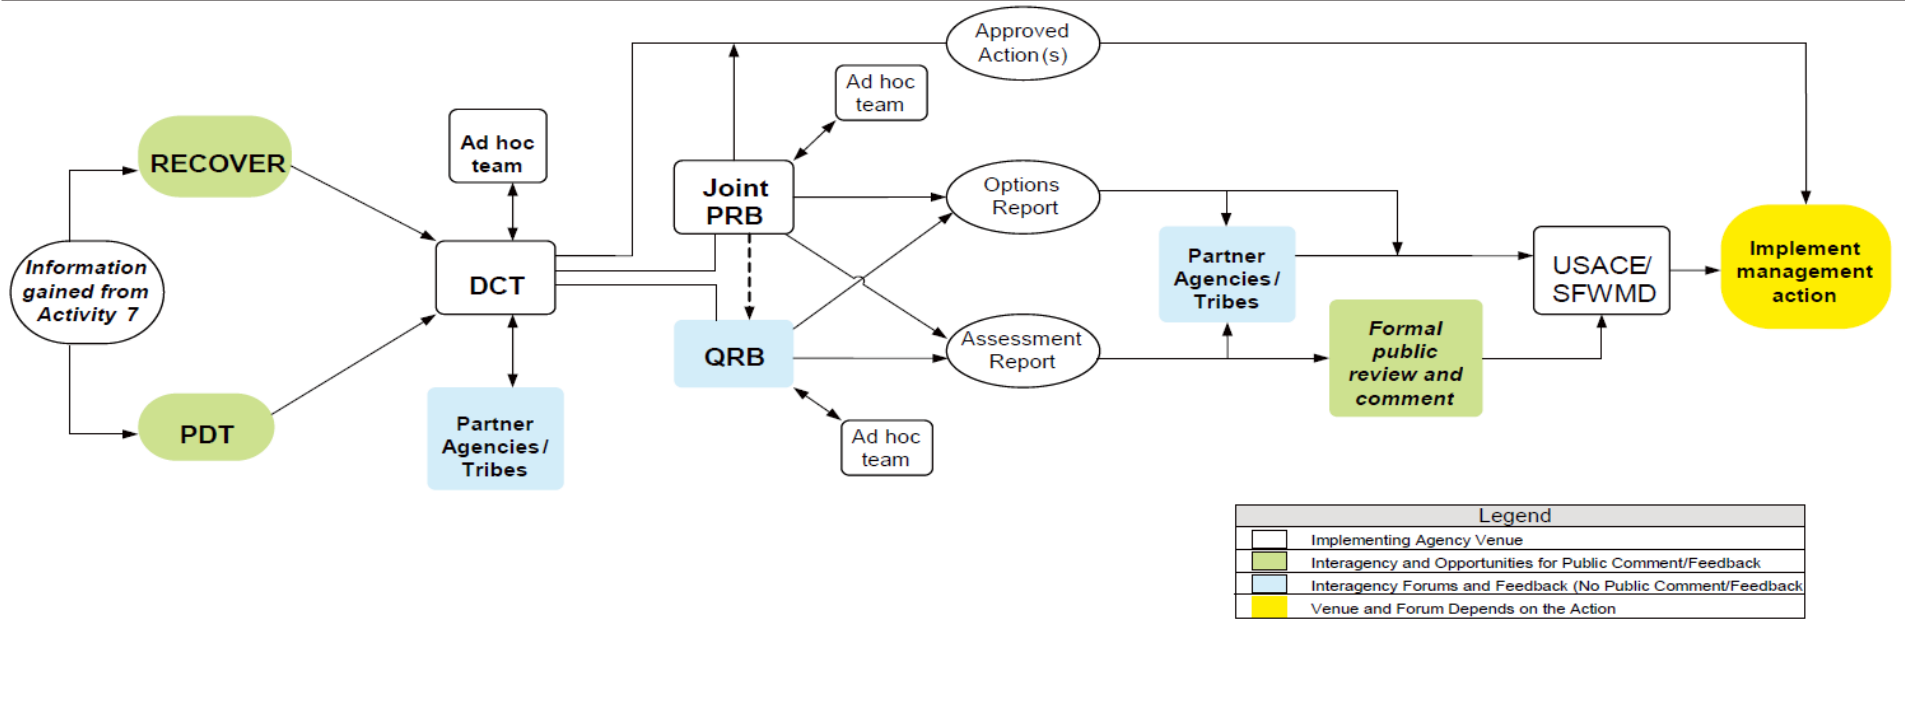 Approved
Action(s)
Ad hoc
team
RECOVER
Ad hoc
team
Joint
PRB
Options
Report
Information
gained from
Activity 7
DCT
Partner
Agencies/
Tribes
USACE/
SFWMD
Implement
management
action
QRB
Assessment
Report
Formal
public
review and
comment
PDT
Partner
Agencies/
Tribes
Ad hoc
team
Legend
Implementing Agency Venue
Interagency and Opportunities for Public Comment/Feedback
Interagency Forums and Feedback (No Public Comment/Feedback
Venue and Forum Depends on the Action